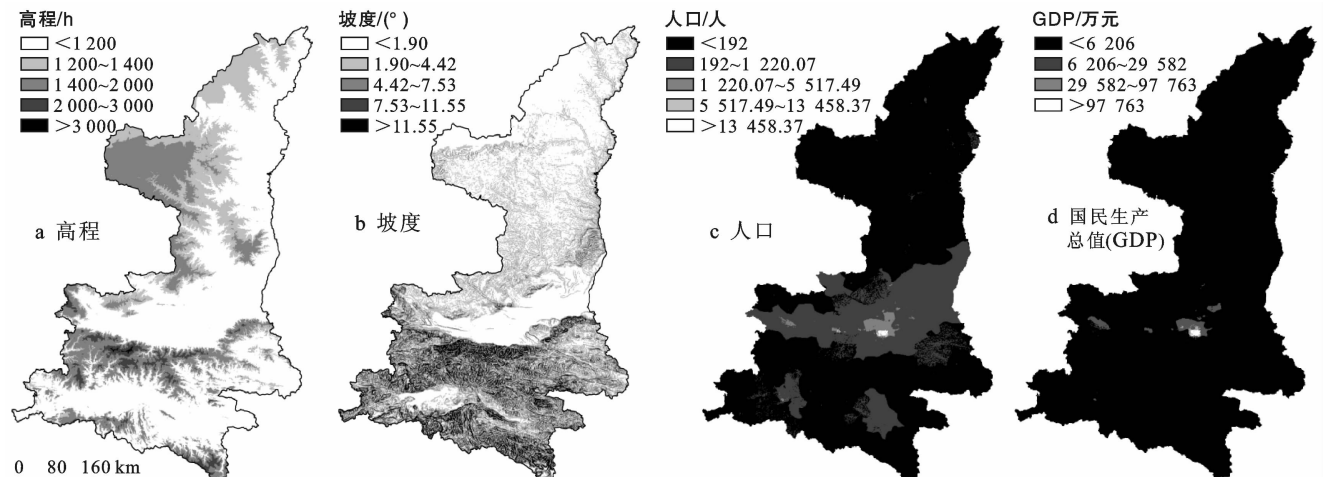 高程/h
<1 200
1 200~1 400
1 400~2 000
2 000~3 000
>3 000
a 高程
0 80 160 km
坡度/(°)
<1.90
1.90~4.42
4.42~7.53
7.53~11.55
>11.55
b 坡度
人口/人
<192
192~1 220.07
1 220.07~5 517.49
5 517.49~13 458.37
>13 458.37
c 人口
GDP/万元
<6 206
6 206~29 582
29 582~97 763
>97 763
d 国民生产
总值(GDP)